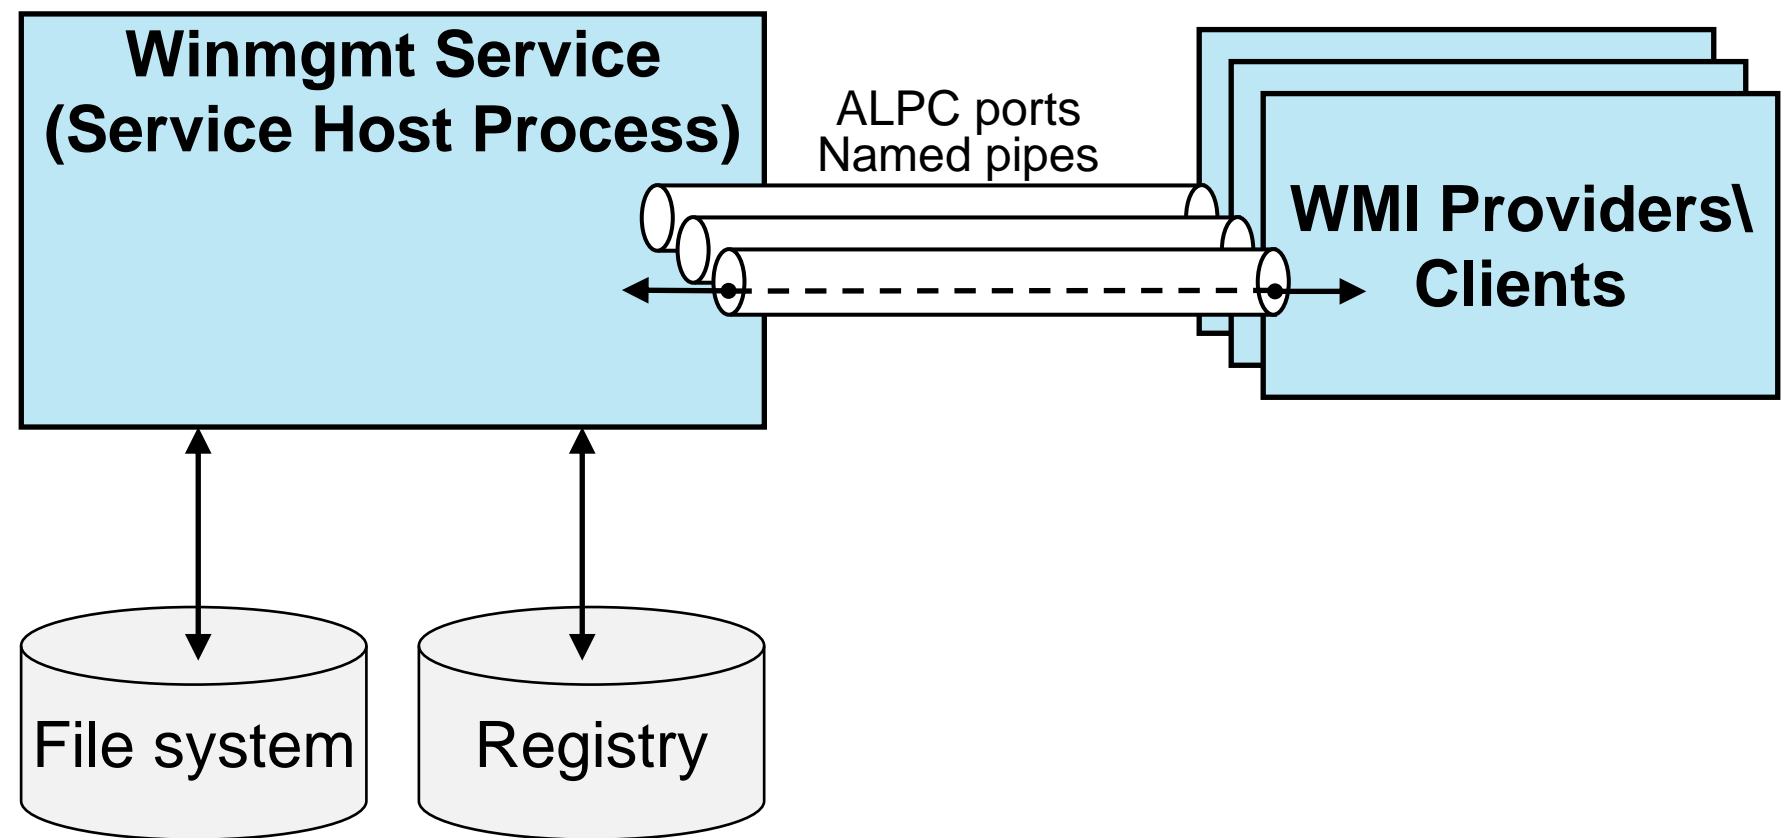 Winmgmt Service
(Service Host Process)
ALPC ports
Named pipes
WMI Providers\
Clients
File system
Registry